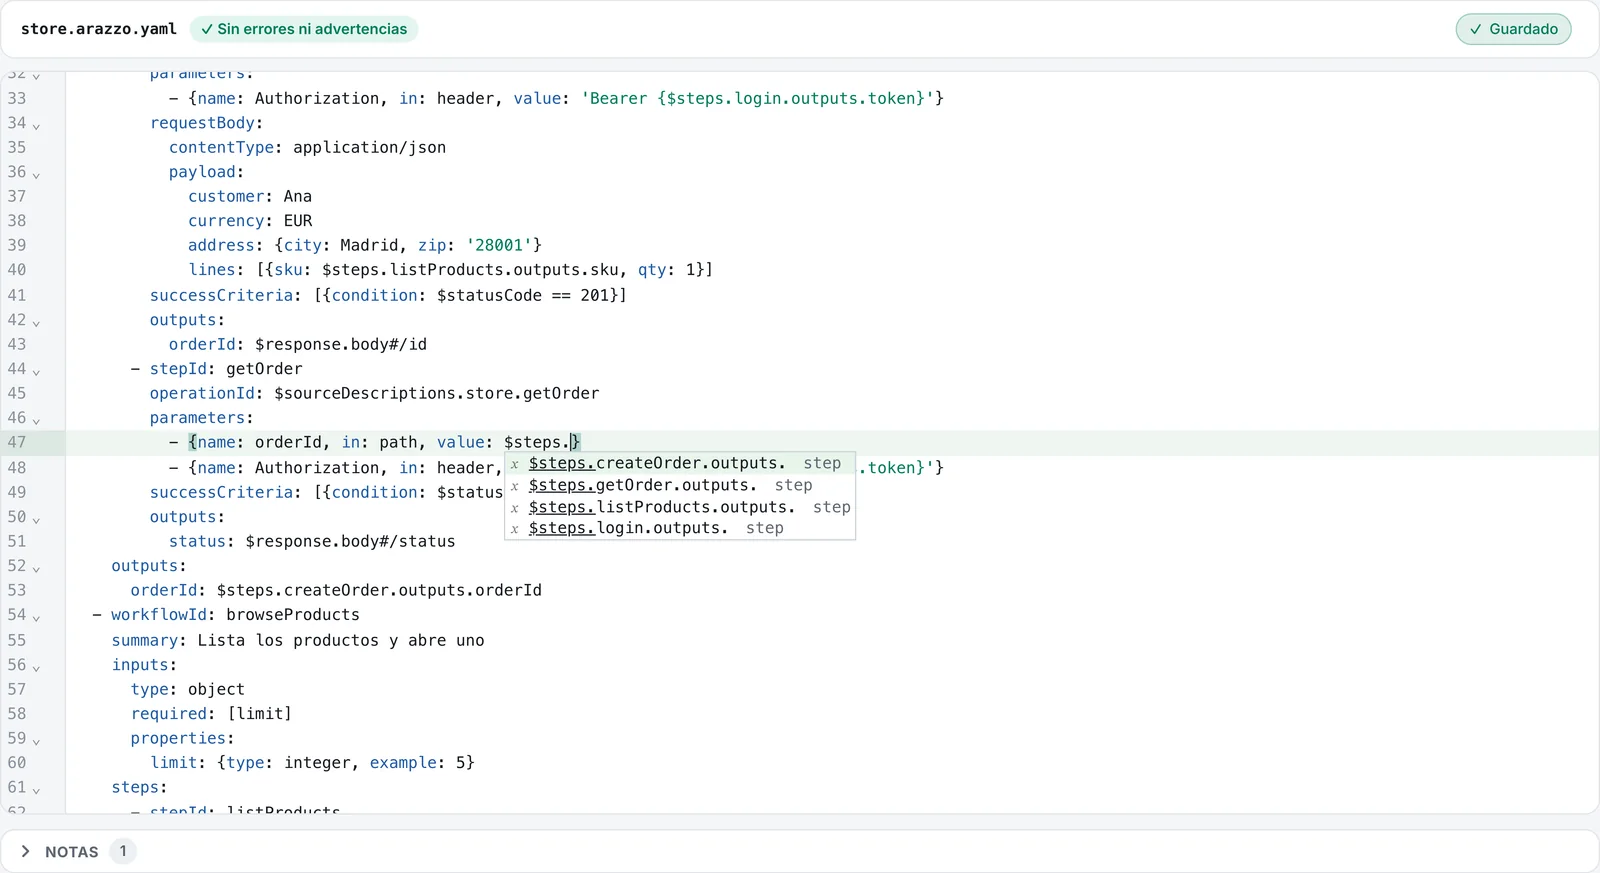 store.arazzo.yaml ✓ Sin errores ni advertencias ✓ Guardado
32 parameters:
33 - {name: Authorization, in: header, value: 'Bearer {$steps.login.outputs.token}'}
34 requestBody:
35 contentType: application/json
36 payload:
37 customer: Ana
38 currency: EUR
39 address: {city: Madrid, zip: '28001'}
40 lines: [{sku: $steps.listProducts.outputs.sku, qty: 1}]
41 successCriteria: [{condition: $statusCode == 201}]
42 outputs:
43 orderId: $response.body#/id
44 - stepId: getOrder
45 operationId: $sourceDescriptions.store.getOrder
46 parameters:
47 - {name: orderId, in: path, value: $steps.}
48 - {name: Authorization, in: header, .token}'}
x $steps.createOrder.outputs. step
x $steps.getOrder.outputs. step
x $steps.listProducts.outputs. step
x $steps.login.outputs. step
49 successCriteria: [{condition: $status
50 outputs:
51 status: $response.body#/status
52 outputs:
53 orderId: $steps.createOrder.outputs.orderId
54 - workflowId: browseProducts
55 summary: Lista los productos y abre uno
56 inputs:
57 type: object
58 required: [limit]
59 properties:
60 limit: {type: integer, example: 5}
61 steps:
62 - stepId: listProducts
NOTAS 1